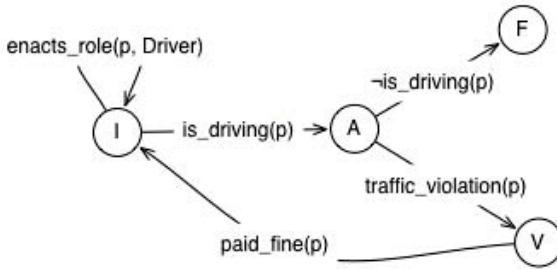 F
enacts_role(p, Driver)
¬is_driving(p)
I
is_driving(p)
A
traffic_violation(p)
paid_fine(p)
V